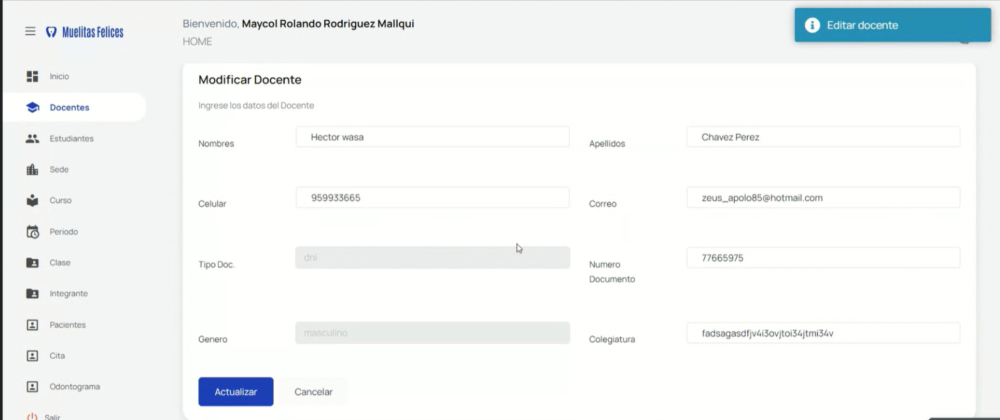 Muelitas Felices
Inicio
Docentes
Estudiantes
Sede
Curso
Periodo
Clase
Integrante
Pacientes
Cita
Odontograma
Salir
Bienvenido, Maycol Rolando Rodriguez Mallqui
HOME
Editar docente
Modificar Docente
Ingrese los datos del Docente
Nombres
Hector wasa
Apellidos
Chavez Perez
Celular
959933665
Correo
zeus_apolo85@hotmail.com
Tipo Doc.
dni
Numero
Documento
77665975
Genero
masculino
Colegiatura
fadsagasdfjv4i3ovjtoi34jtmi34v
Actualizar
Cancelar